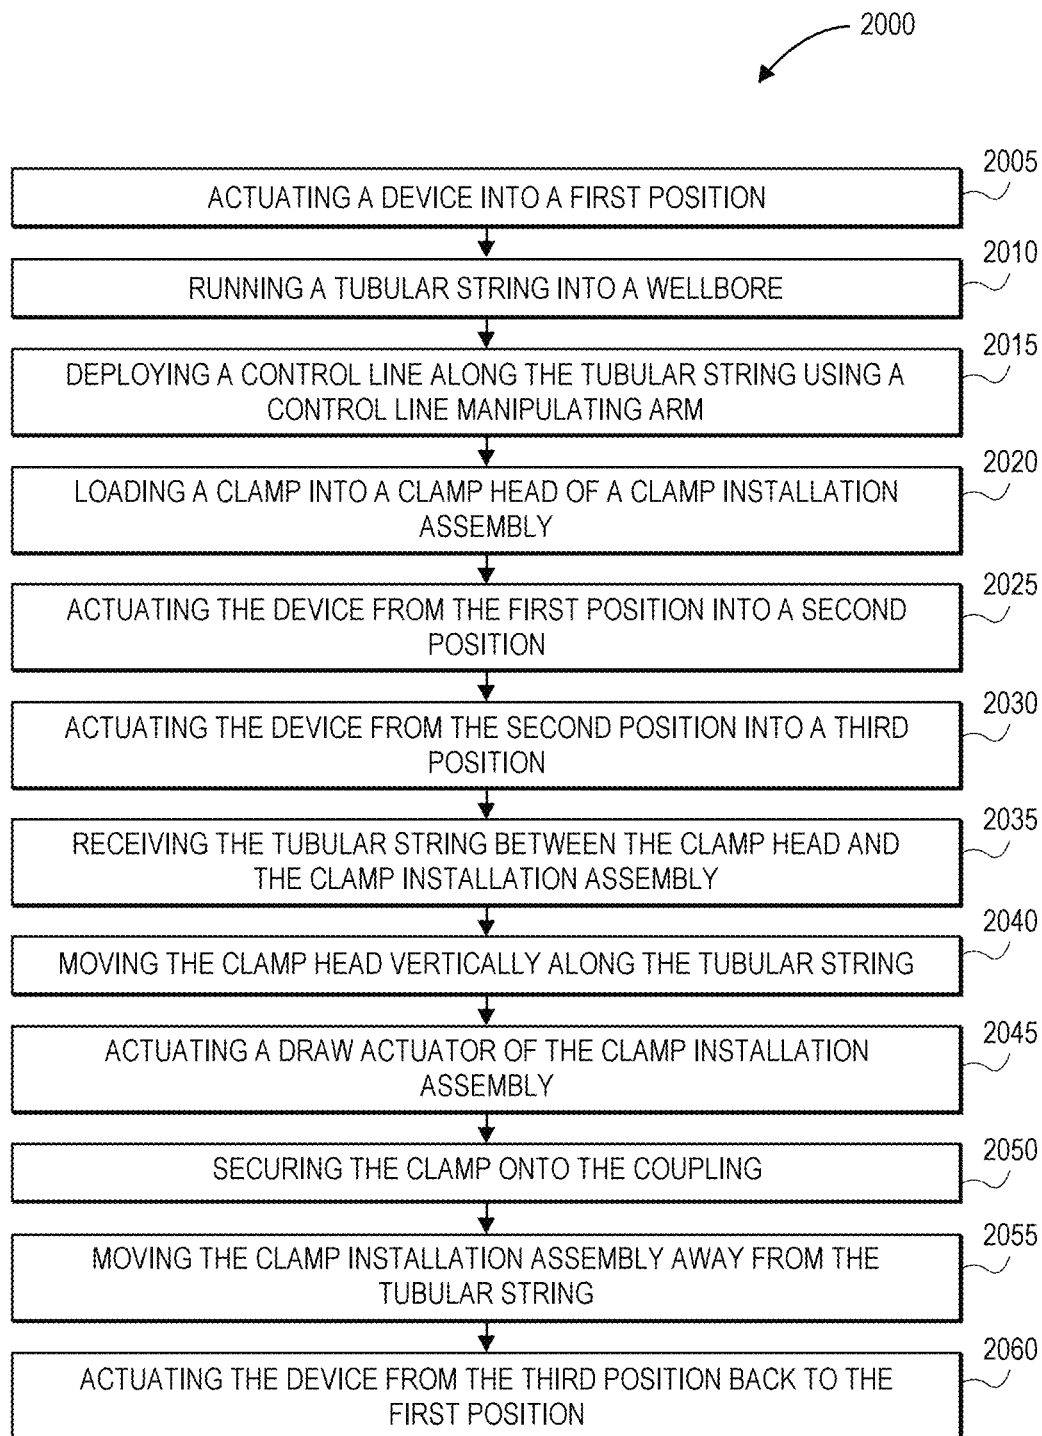 2000
2005
ACTUATING A DEVICE INTO A FIRST POSITION
2010
RUNNING A TUBULAR STRING INTO A WELLBORE
2015
DEPLOYING A CONTROL LINE ALONG THE TUBULAR STRING USING A
CONTROL LINE MANIPULATING ARM
2020
LOADING A CLAMP INTO A CLAMP HEAD OF A CLAMP INSTALLATION
ASSEMBLY
2025
ACTUATING THE DEVICE FROM THE FIRST POSITION INTO A SECOND
POSITION
2030
ACTUATING THE DEVICE FROM THE SECOND POSITION INTO A THIRD
POSITION
2035
RECEIVING THE TUBULAR STRING BETWEEN THE CLAMP HEAD AND
THE CLAMP INSTALLATION ASSEMBLY
2040
MOVING THE CLAMP HEAD VERTICALLY ALONG THE TUBULAR STRING
2045
ACTUATING A DRAW ACTUATOR OF THE CLAMP INSTALLATION
ASSEMBLY
2050
SECURING THE CLAMP ONTO THE COUPLING
2055
MOVING THE CLAMP INSTALLATION ASSEMBLY AWAY FROM THE
TUBULAR STRING
2060
ACTUATING THE DEVICE FROM THE THIRD POSITION BACK TO THE
FIRST POSITION